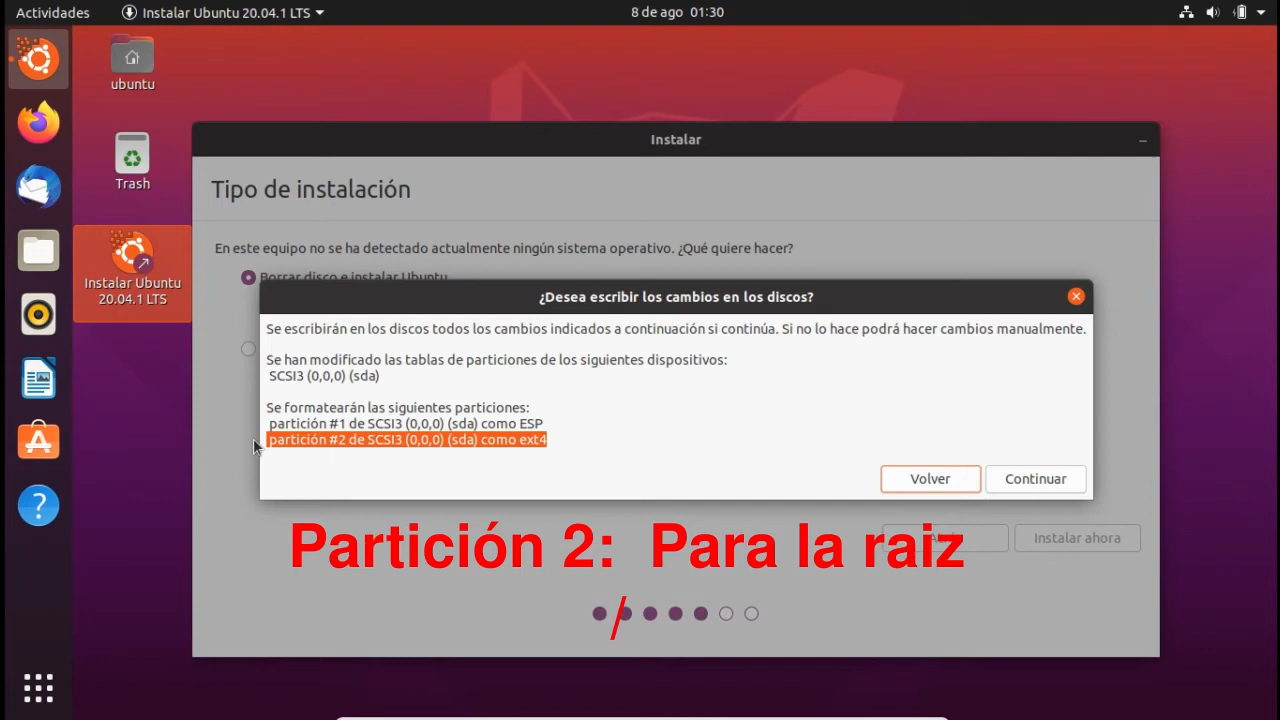 Actividades
Instalar Ubuntu 20.04.1 LTS
8 de ago 01:30
ubuntu
Trash
Instalar Ubuntu
20.04.1 LTS
Instalar
Tipo de instalación
En este equipo no se ha detectado actualmente ningún sistema operativo. ¿Qué quiere hacer?
Borrar disco e instalar Ubuntu
¿Desea escribir los cambios en los discos?
Se escribirán en los discos todos los cambios indicados a continuación si continúa. Si no lo hace podrá hacer cambios manualmente.
Se han modificado las tablas de particiones de los siguientes dispositivos:
SCSI3 (0,0,0) (sda)
Se formatearán las siguientes particiones:
partición #1 de SCSI3 (0,0,0) (sda) como ESP
partición #2 de SCSI3 (0,0,0) (sda) como ext4
Volver
Continuar
Partición 2: Para la raiz
/
Instalar ahora